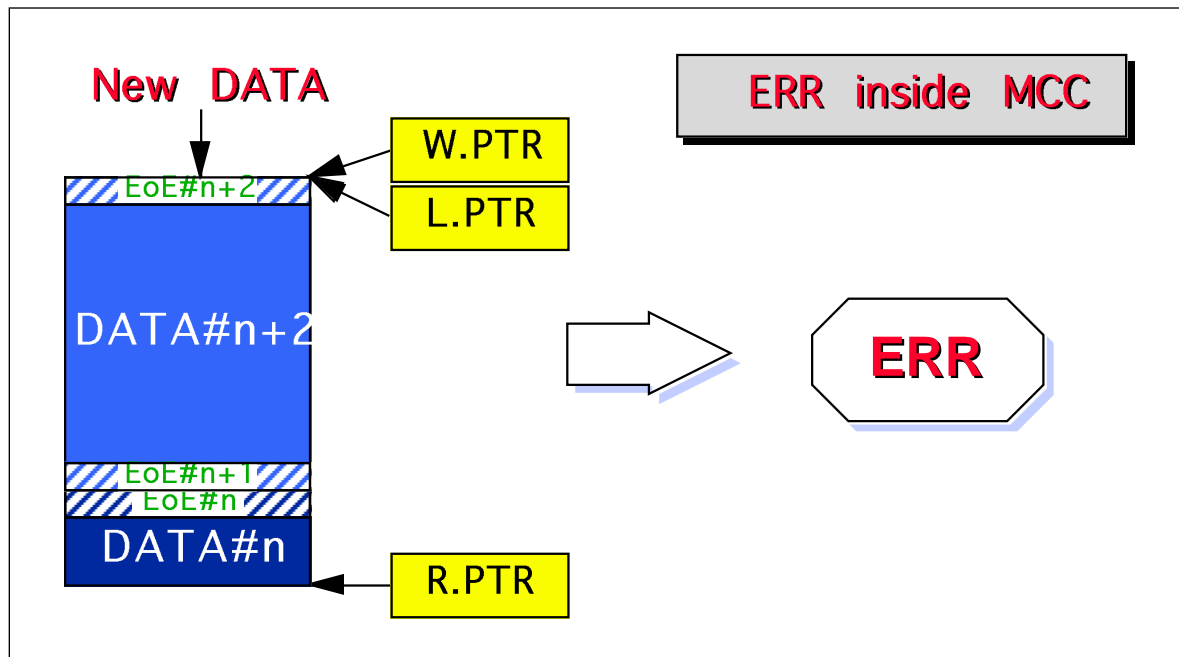 New DATA
ERR inside MCC
W.PTR
EoE#n+2
L.PTR
DATA#n+2
ERR
EoE#n+1
EoE#n
DATA#n
R.PTR